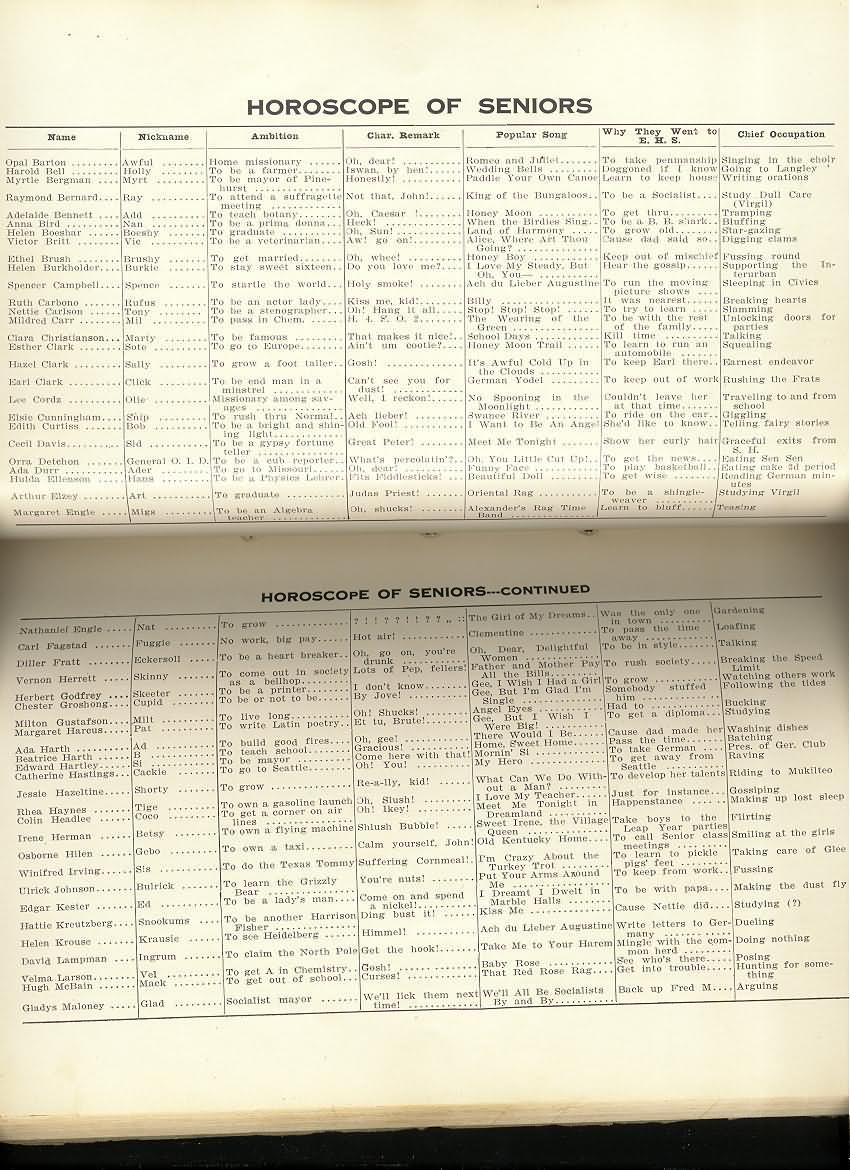 HOROSCOPE OF SENIORS
Name Nickname Ambition Char. Remark Popular Song Why They Went to E. H. S. Chief Occupation
Opal Barton ......... Awful ........ Home missionary ...... Oh, dear! ......... Romeo and Juliet....... To take penmanship Singing in the choir
Harold Bell ......... Holly ........ To be a farmer....... Iswan, by hen!...... Wedding Bells ......... Doggoned if I know Going to Langley
Myrtle Bergman .... Myrt ......... To be mayor of Pine- Honestly! .......... Paddle Your Own Canoe Learn to keep house Writing orations
hurst ..............
Raymond Bernard.... Ray ......... To attend a suffragette Not that, John!..... King of the Bungaloos.. To be a Socialist.... Study Dull Care
meeting ............ (Virgil)
Adelaide Bennett .... Add ......... To teach botany....... Oh, Caesar !........ Honey Moon .......... To get thru......... Tramping
Anna Bird .......... Nan ......... To be a prima donna... Heck! .............. When the Birdies Sing.. To be a B. B. shark.. Bluffing
Helen Boeshar ...... Boeshy ....... To graduate .......... Oh, Sun! .......... Land of Harmony ...... To grow old........ Star-gazing
Victor Britt ........ Vic .......... To be a veterinarian... Aw! go on!......... Alice, Where Art Thou 'Cause dad said so.. Digging clams
Going? ..............
Ethel Brush ......... Brushy ....... To get married........ Oh, whee! ......... Honey Boy ........... Keep out of mischief Fussing round
Helen Burkholder.... Burkie ....... To stay sweet sixteen.. Do you love me?.... I Love My Steady, But Hear the gossip..... Supporting the In-
Oh, You— ............ terurban
Spencer Campbell.... Spence ....... To startle the world... Holy smoke! ....... Ach du Lieber Augustine To run the moving Sleeping in Civics
picture shows ....
Ruth Carbono ....... Rufus ........ To be an actor lady.... Kiss me, kid!....... Billy ................. It was nearest...... Breaking hearts
Nettie Carlson ...... Tony ......... To be a stenographer... Oh! Hang it all..... Stop! Stop! Stop! ..... To try to learn .... Slamming
Mildred Carr ....... Mil .......... To pass in Chem. ..... H. 4. S. O. 2....... The Wearing of the To be with the rest Unlocking doors for
Green ............... of the family..... parties
Clara Christianson... Marty ........ To be famous ........ That makes it nice!.. School Days .......... Kill time .......... Talking
Esther Clark ........ Sote ......... To go to Europe...... Ain't um cootie?.... Honey Moon Trail ..... To learn to run an Squealing
automobile .......
Hazel Clark ......... Sally ......... To grow a foot taller.. Gosh! ............. It's Awful Cold Up in To keep Earl there.. Earnest endeavor
the Clouds ..........
Earl Clark .......... Click ......... To be end man in a Can't see you for German Yodel ........ To keep out of work Rushing the Frats
minstrel ............ dust! .............
Lee Cordz .......... Olie .......... Missionary among sav- Well, I reckon!..... No Spooning in the Couldn't leave her Traveling to and from
ages ................ Moonlight ........... at that time....... school
Elsie Cunningham.... Ship ......... To rush thru Normal.. Ach lieber! ........ Swanee River ......... To ride on the car.. Giggling
Edith Curtiss ....... Bob .......... To be a bright and shin- Old Fool! .......... I Want to Be An Angel She'd like to know.. Telling fairy stories
ing light............
Cecil Davis.......... Sid ........... To be a gypsy fortune Great Peter! ....... Meet Me Tonight ...... Show her curly hair Graceful exits from
teller .............. S. H.
Orra Detchon ....... General O. I. D. To be a cub reporter.. What's percolatin'?.. Oh, You Little Cut Up!.. To get the news.... Eating Sen Sen
Ada Durr ........... Ader ......... To go to Missouri..... Oh, dear! ......... Funny Face .......... To play basketball.. Eating cake 3d period
Hulda Ellenson ..... Hans ......... To be a Physics Lehrer. Fits Fiddlesticks! .. Beautiful Doll ........ To get wise ........ Reading German min-
utes
Arthur Elzey ........ Art .......... To graduate .......... Judas Priest! ...... Oriental Rag ......... To be a shingle- Studying Virgil
weaver ..........
Margaret Engle ..... Migs ......... To be an Algebra Oh, shucks! ....... Alexander's Rag Time Learn to bluff...... Teasing
teacher ............. Band ................
HOROSCOPE OF SENIORS---CONTINUED
Nathaniel Engle ..... Nat .......... To grow .............. ? ! ! ? ? ! ! ? ? „ :: The Girl of My Dreams.. Was the only one Gardening
in town ..........
Carl Fagstad ........ Fuggie ....... No work, big pay...... Hot air! ........... Clementine ............ To pass the time Loafing
away ............
Diller Fratt ......... Eckersoll ..... To be a heart breaker.. Oh, go on, you're Oh, Dear, Delightful To be in style...... Talking
drunk ............ Women .............
Vernon Herrett ..... Skinny ....... To come out in society Lots of Pep, fellers! Father and Mother Pay To rush society..... Breaking the Speed
as a bellhop......... All the Bills......... Limit
Herbert Godfrey .... Skeeter ....... To be a printer........ I don't know........ Gee, I Wish I Had a Girl To grow ........... Watching others work
Chester Groshong.... Cupid ........ To be or not to be..... By Jove! ........... Gee, But I'm Glad I'm Somebody stuffed Following the tides
Single .............. him .............
Milton Gustafson.... Milt .......... To live long........... Oh! Shucks! ........ Angel Eyes ........... Had to ............ Bucking
Margaret Harcus..... Pat .......... To write Latin poetry.. Et tu, Brute!....... Gee, But I Wish I To get a diploma... Studying
Were Big! ..........
Ada Harth .......... Ad ........... To build good fires.... Oh, gee! ........... There Would I Be...... Cause dad made her Washing dishes
Beatrice Harth ...... B ............ To teach school........ Gracious! .......... Home, Sweet Home..... Pass the time....... Batching
Edward Hartley...... Si ............ To be mayor .......... Come here with that! Mornin' Si ........... To take German .... Pres. of Ger. Club
Catherine Hastings... Cackie ....... To go to Seattle....... Oh! You! .......... My Hero ............. To get away from Raving
Seattle ..........
Jessie Hazeltine..... Shorty ....... To grow .............. Re-a-lly, kid! ...... What Can We Do With- To develop her talents Riding to Mukilteo
out a Man? ........
Rhea Haynes ........ Tige ......... To own a gasoline launch Oh, Slush! ......... I Love My Teacher..... Just for instance... Gossiping
Colin Headlee ....... Coco ......... To get a corner on air Oh! Ikey! .......... Meet Me Tonight in Happenstance ...... Making up lost sleep
lines ............... Dreamland ..........
Irene Herman ....... Betsy ........ To own a flying machine Shlush Bubble! ..... Sweet Irene, the Village Take boys to the Flirting
Queen .............. Leap Year parties
Osborne Hilen ....... Gebo ......... To own a taxi......... Calm yourself, John! Old Kentucky Home.... To call Senior class Smiling at the girls
meetings .........
Winifred Irving...... Sis ........... To do the Texas Tommy Suffering Cornmeal!. I'm Crazy About the To learn to pickle Taking care of Glee
Turkey Trot ......... pigs' feet ........
Ulrick Johnson....... Bulrick ....... To learn the Grizzly You're nuts! ....... Put Your Arms Around To keep from work.. Fussing
Bear ................ Me .................
Edgar Kester ........ Ed ........... To be a lady's man.... Come on and spend I Dreamt I Dwelt in To be with papa.... Making the dust fly
a nickel!.......... Marble Halls .........
Hattie Kreutzberg.... Snookums .... To be another Harrison Ding bust it! ...... Kiss Me ............. Cause Nettie did.... Studying (?)
Fisher ..............
Helen Krouse ....... Krausie ...... To see Heidelberg ..... Himmel! ........... Ach du Lieber Augustine Write letters to Ger- Dueling
many ............
David Lampman .... Ingrum ....... To claim the North Pole Get the hook!...... Take Me to Your Harem Mingle with the com- Doing nothing
mon herd .........
Velma Larson........ Vel ........... To get A in Chemistry.. Gosh! ............. Baby Rose ........... See who's there..... Posing
Hugh McBain ....... Mack ......... To get out of school... Curses! ............ That Red Rose Rag.... Get into trouble..... Hunting for some-
thing
Gladys Maloney ..... Glad ......... Socialist mayor ....... We'll lick them next We'll All Be Socialists Back up Fred M.... Arguing
time! ............ By and By...........